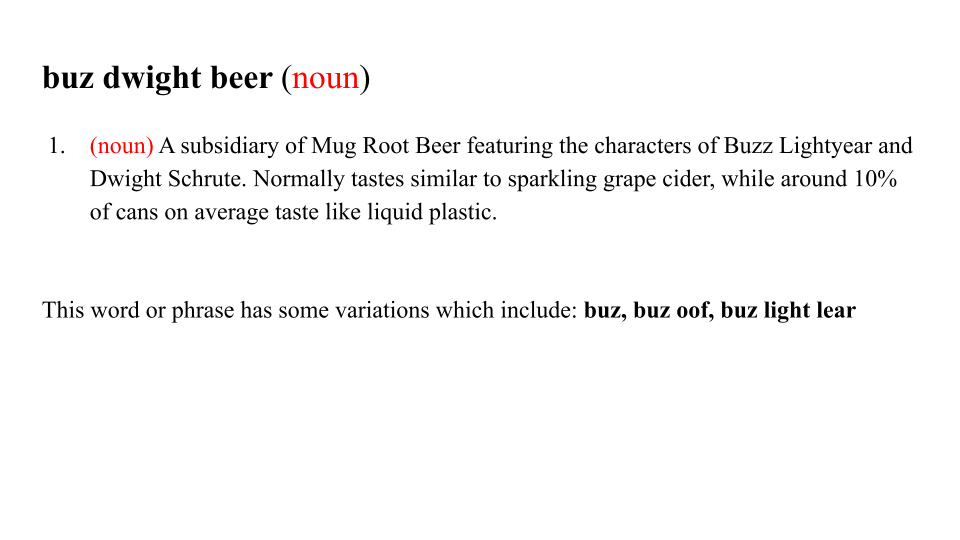 buz dwight beer (noun)
1. (noun) A subsidiary of Mug Root Beer featuring the characters of Buzz Lightyear and
Dwight Schrute. Normally tastes similar to sparkling grape cider, while around 10%
of cans on average taste like liquid plastic.
This word or phrase has some variations which include: buz, buz oof, buz light lear